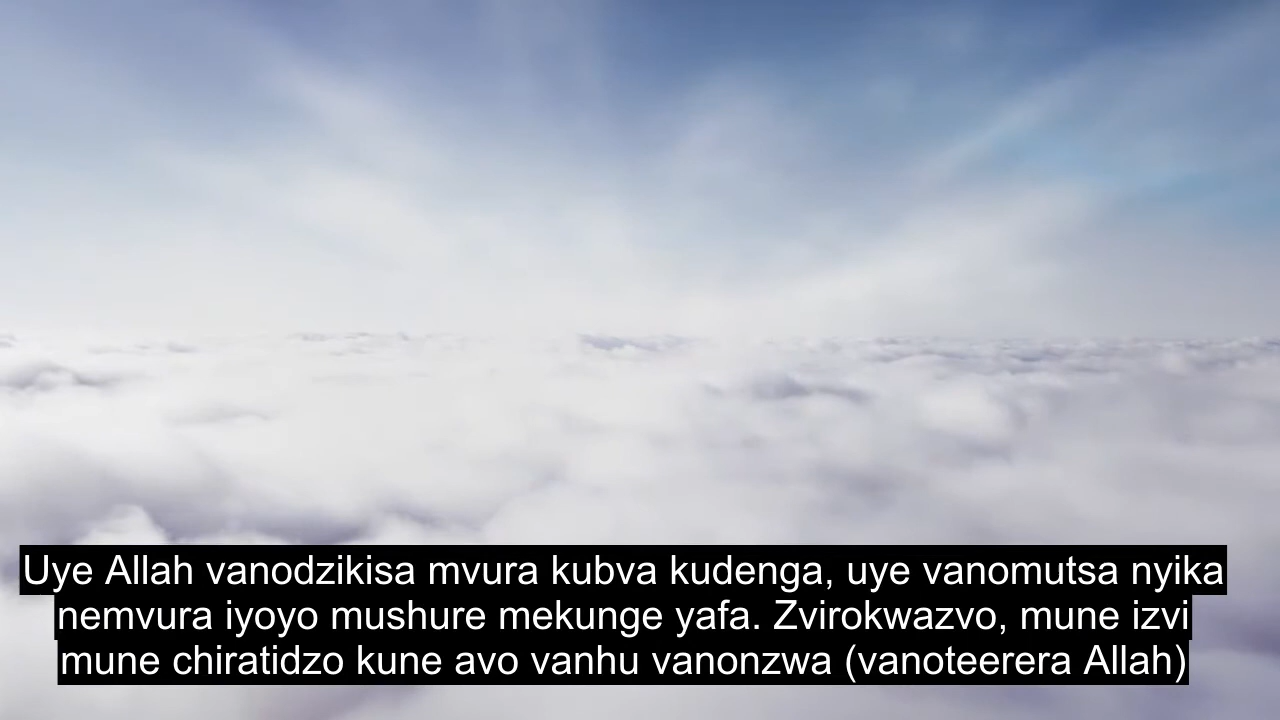 Uye Allah vanodzikisa mvura kubva kudenga, uye vanomutsa nyika
nemvura iyoyo mushure mekunge yafa. Zvirokwazvo, mune izvi
mune chiratidzo kune avo vanhu vanonzwa (vanoteerera Allah)